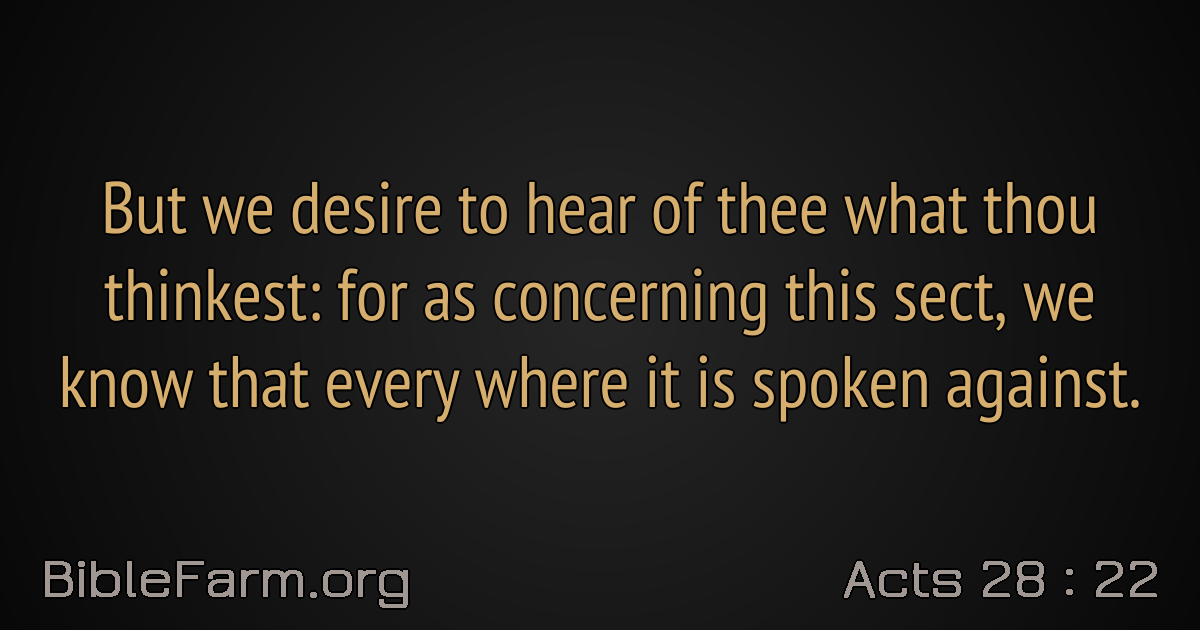 But we desire to hear of thee what thou
thinkest: for as concerning this sect, we
know that every where it is spoken against.
BibleFarm.org
Acts 28 : 22